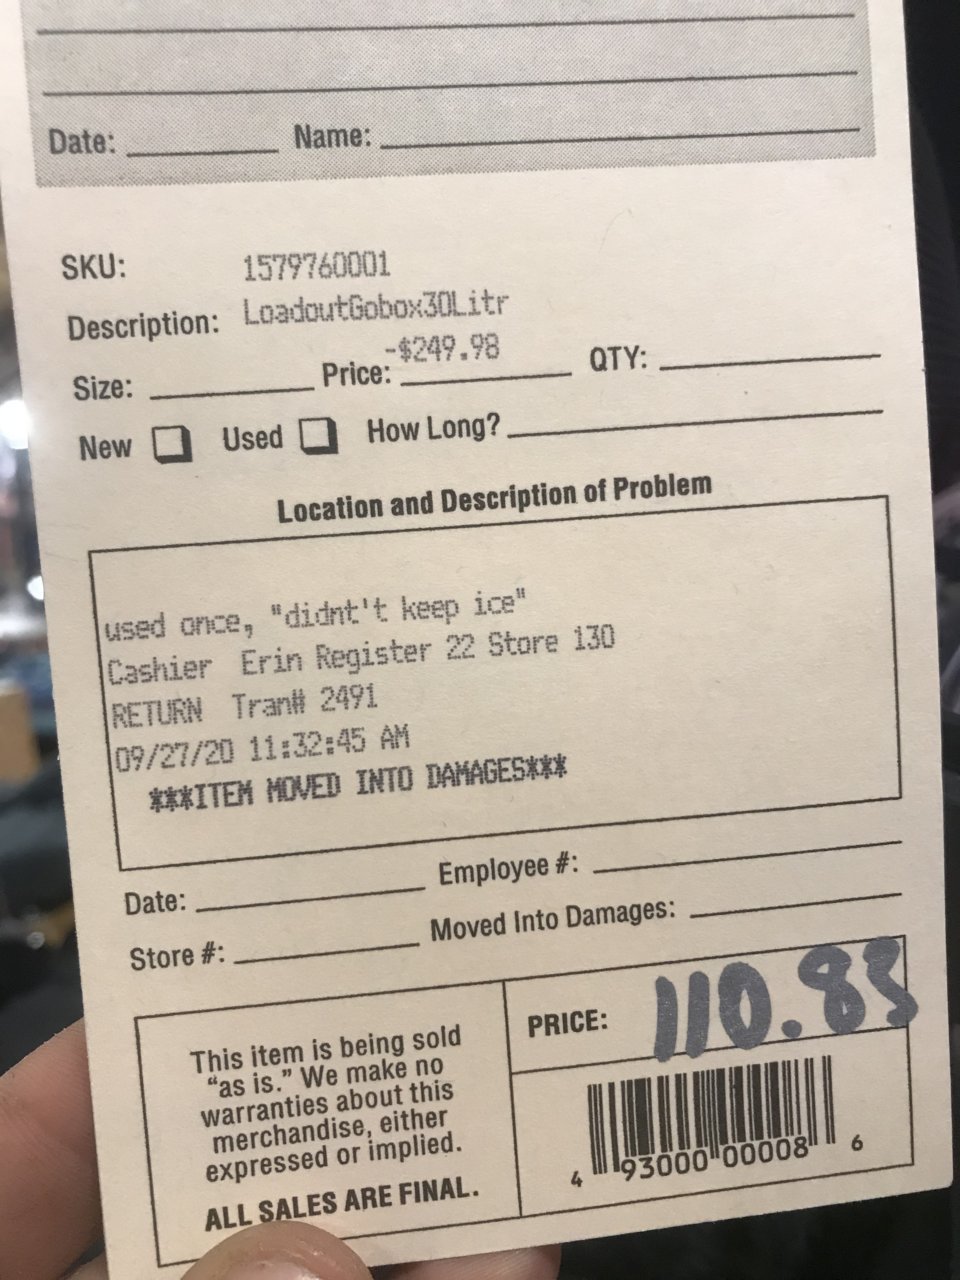 Date: Name:
SKU: 1579760001
Description: LoadoutGobox30Litr
-$249.98
Size: Price: QTY:
New Used How Long?
Location and Description of Problem
used once, "didnt't keep ice"
Cashier Erin Register 22 Store 130
RETURN Tran# 2491
09/27/20 11:32:45 AM
***ITEM MOVED INTO DAMAGES***
Date: Employee #:
Store #: Moved Into Damages:
This item is being sold
"as is." We make no
warranties about this
merchandise, either
expressed or implied.
ALL SALES ARE FINAL.
PRICE: 110.83
4 93000 00008 6